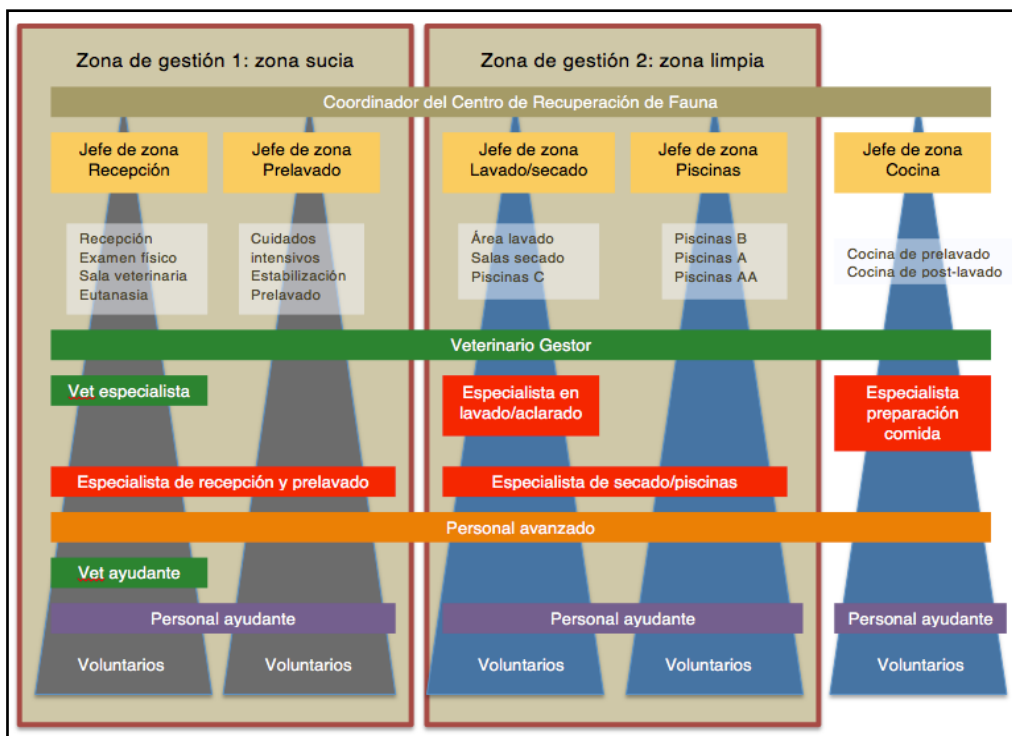 Zona de gestión 1: zona sucia
Zona de gestión 2: zona limpia
Coordinador del Centro de Recuperación de Fauna
Jefe de zona
Recepción
Jefe de zona
Prelavado
Jefe de zona
Lavado/secado
Jefe de zona
Piscinas
Jefe de zona
Cocina
Recepción
Examen físico
Sala veterinaria
Eutanasia
Cuidados
intensivos
Estabilización
Prelavado
Área lavado
Salas secado
Piscinas C
Piscinas B
Piscinas A
Piscinas AA
Cocina de prelavado
Cocina de post-lavado
Veterinario Gestor
Vet especialista
Especialista en
lavado/aclarado
Especialista
preparación
comida
Especialista de recepción y prelavado
Especialista de secado/piscinas
Personal avanzado
Vet ayudante
Personal ayudante
Personal ayudante
Personal ayudante
Voluntarios
Voluntarios
Voluntarios
Voluntarios
Voluntarios